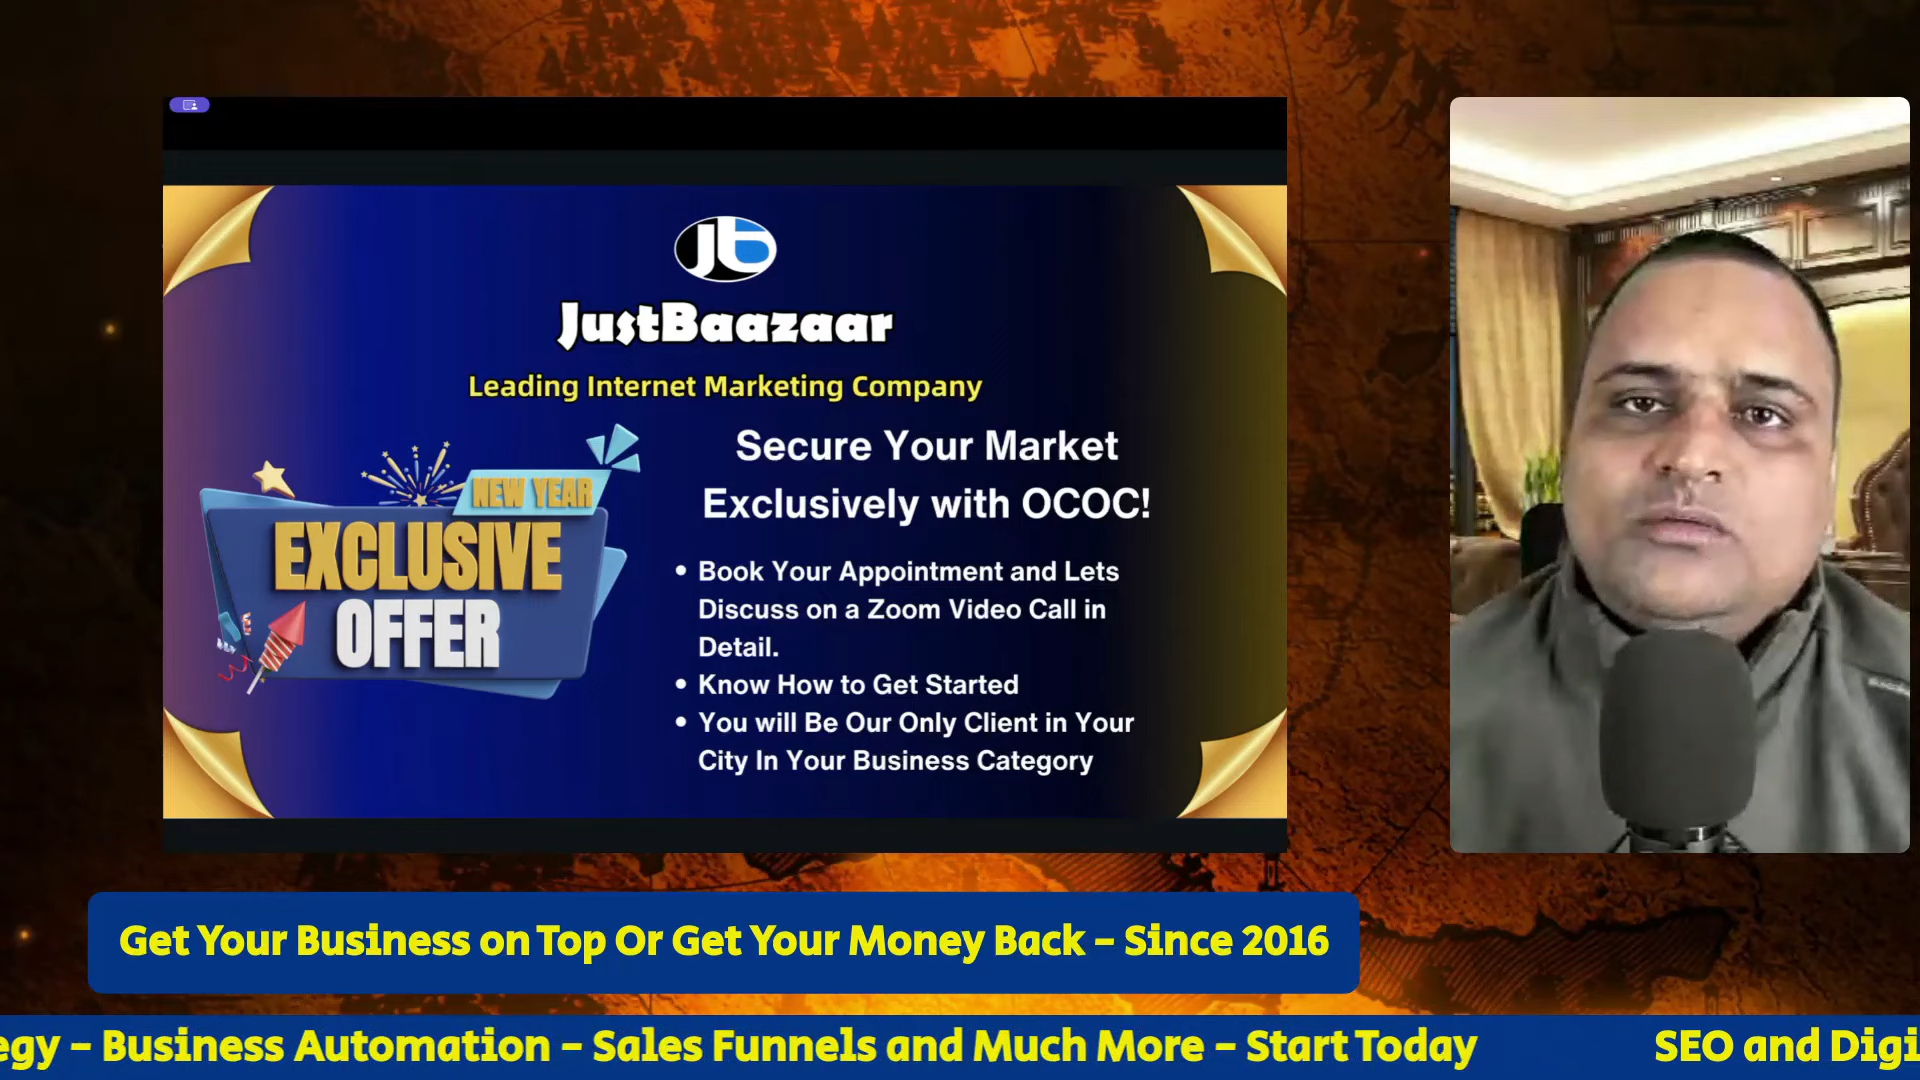 JustBaazaar
Leading Internet Marketing Company
NEW YEAR
EXCLUSIVE
OFFER
Secure Your Market
Exclusively with OCOC!
• Book Your Appointment and Lets
Discuss on a Zoom Video Call in
Detail.
• Know How to Get Started
• You will Be Our Only Client in Your
City In Your Business Category
Get Your Business on Top Or Get Your Money Back – Since 2016
egy – Business Automation – Sales Funnels and Much More – Start Today SEO and Digi